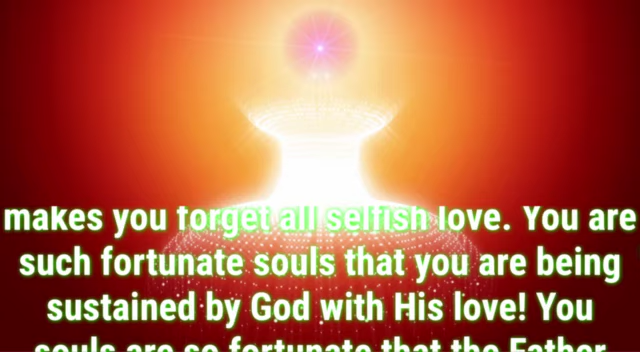 makes you forget all selfish love. You are
such fortunate souls that you are being
sustained by God with His love! You
souls are so fortunate that the Father